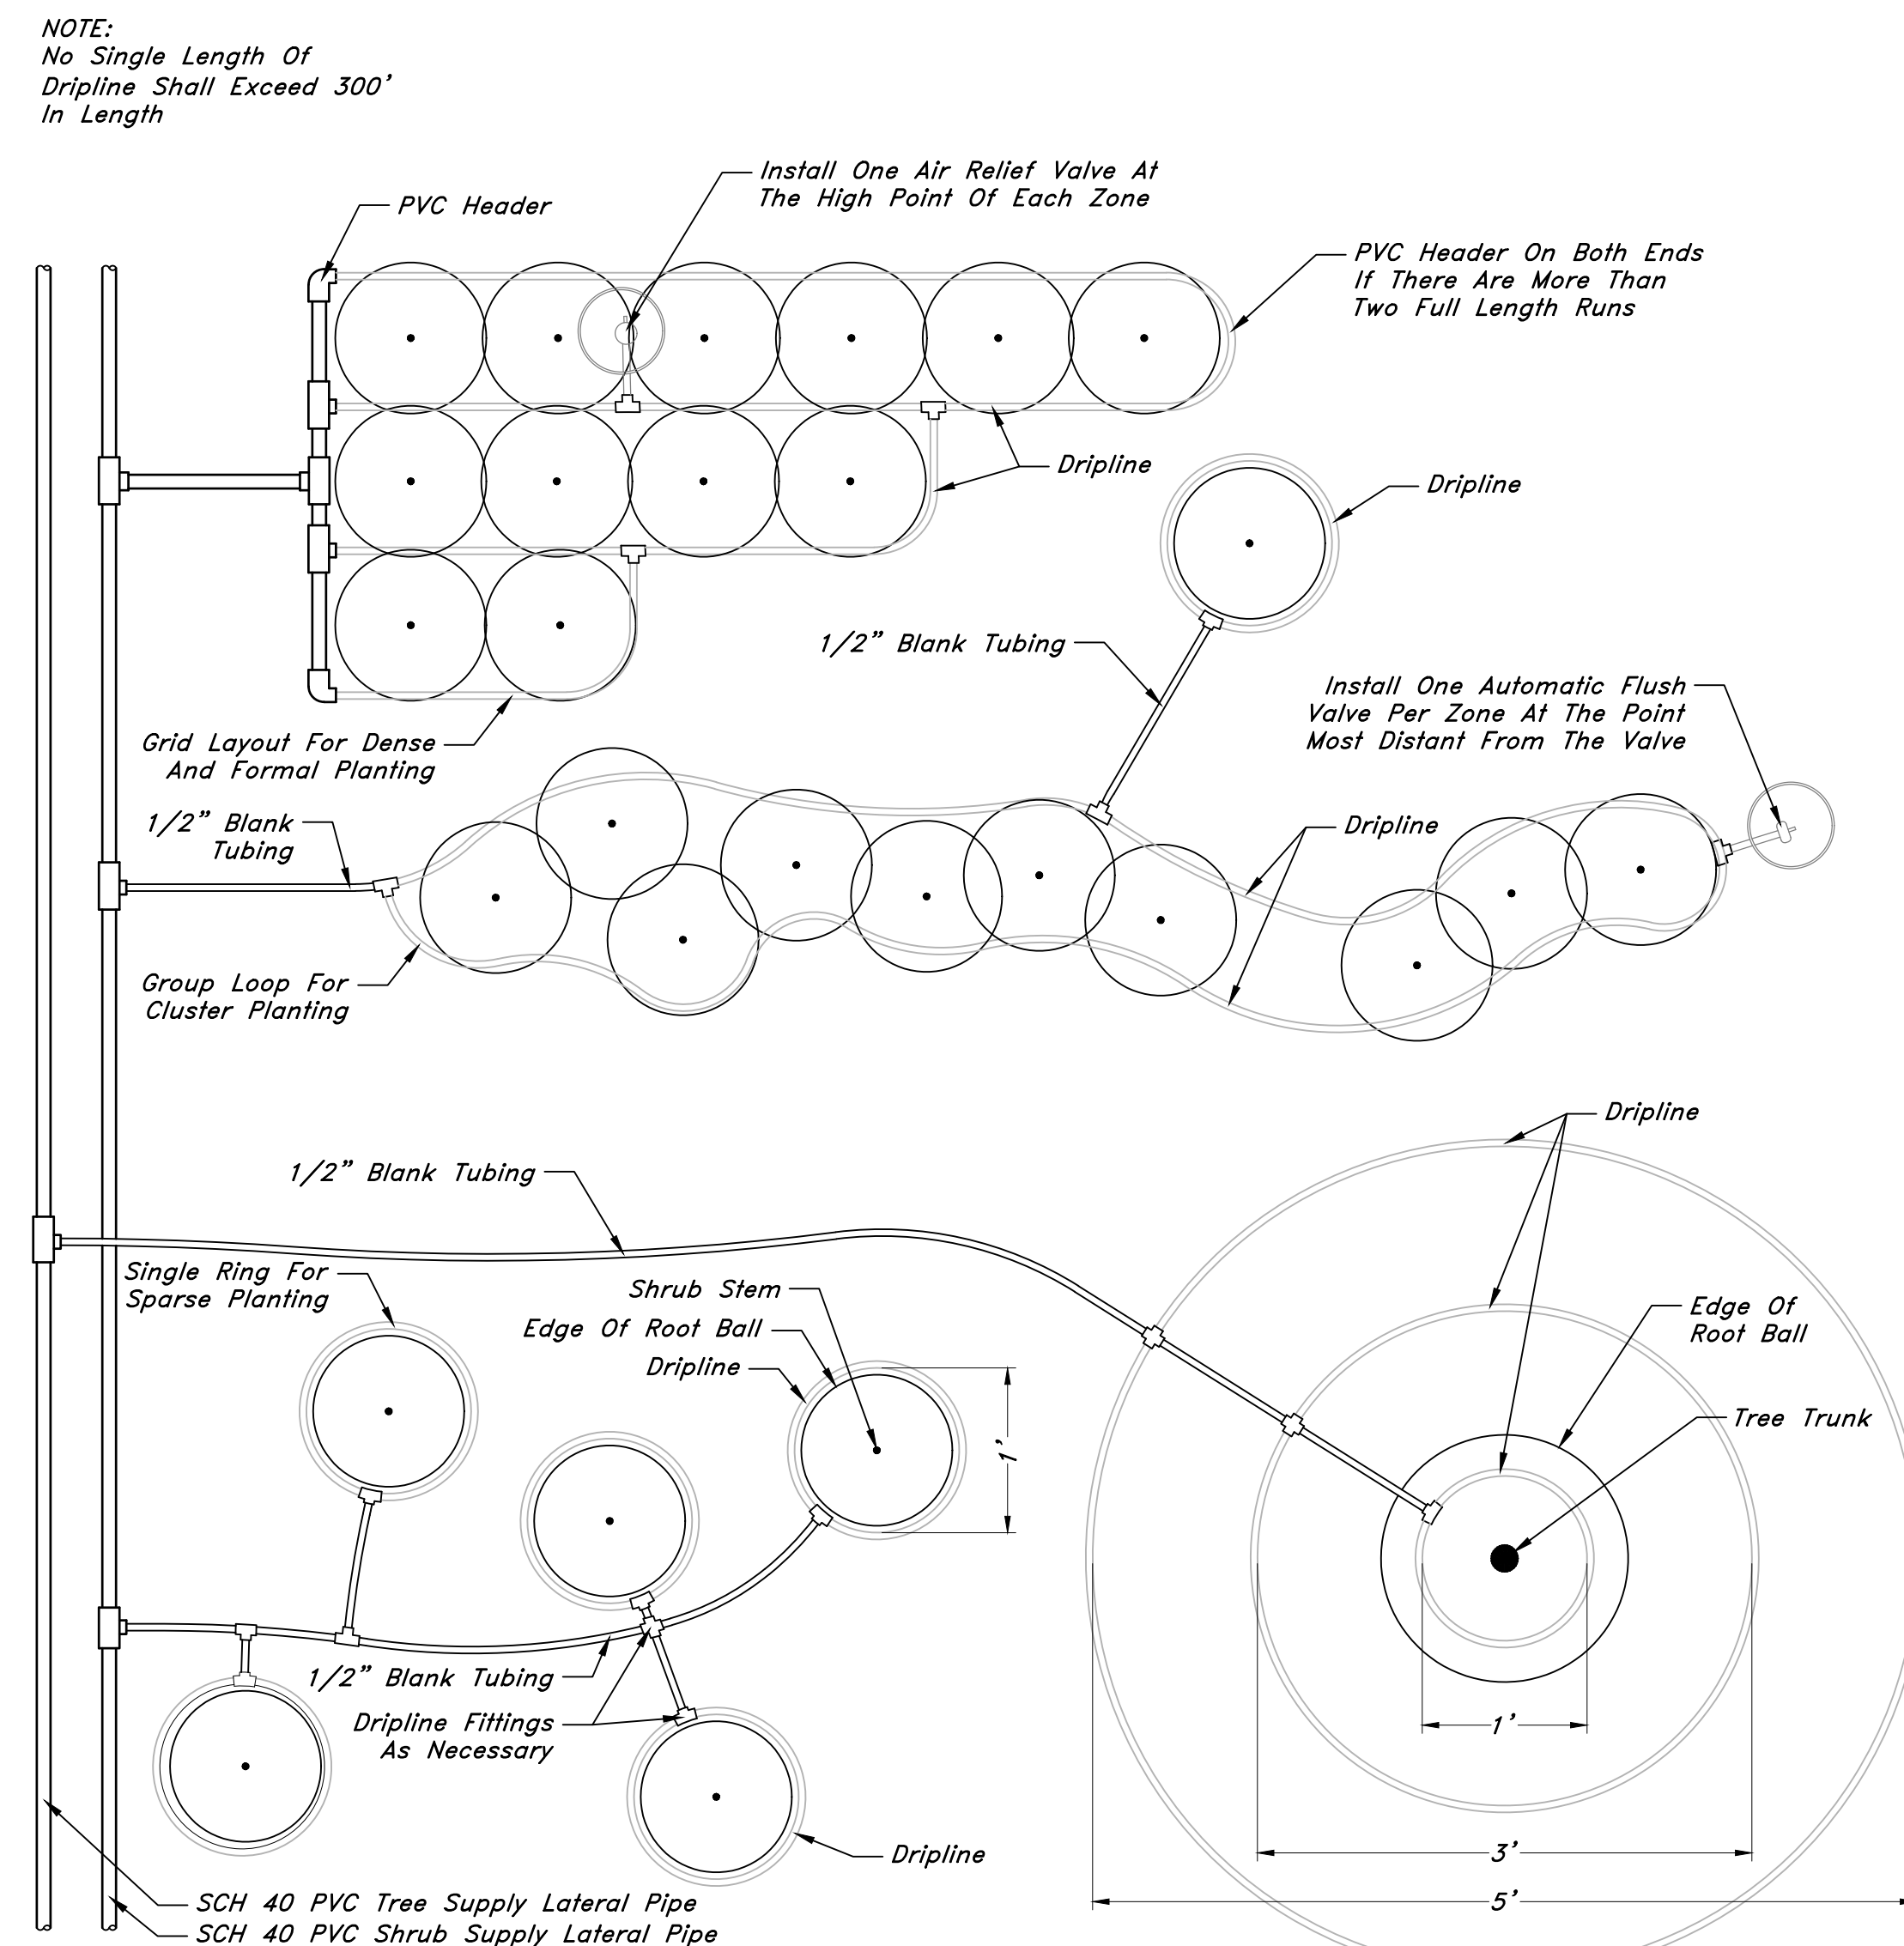 NOTE:
No Single Length Of
Dripline Shall Exceed 300'
In Length
Install One Air Relief Valve At
The High Point Of Each Zone
PVC Header
PVC Header On Both Ends
If There Are More Than
Two Full Length Runs
Dripline
Dripline
1/2" Blank Tubing
Install One Automatic Flush
Valve Per Zone At The Point
Most Distant From The Valve
Grid Layout For Dense
And Formal Planting
1/2" Blank
Tubing
Dripline
Group Loop For
Cluster Planting
Dripline
1/2" Blank Tubing
Single Ring For
Sparse Planting
Shrub Stem
Edge Of Root Ball
Dripline
1'
Edge Of
Root Ball
Tree Trunk
1/2" Blank Tubing
Dripline Fittings
As Necessary
1'
Dripline
3'
5'
SCH 40 PVC Tree Supply Lateral Pipe
SCH 40 PVC Shrub Supply Lateral Pipe